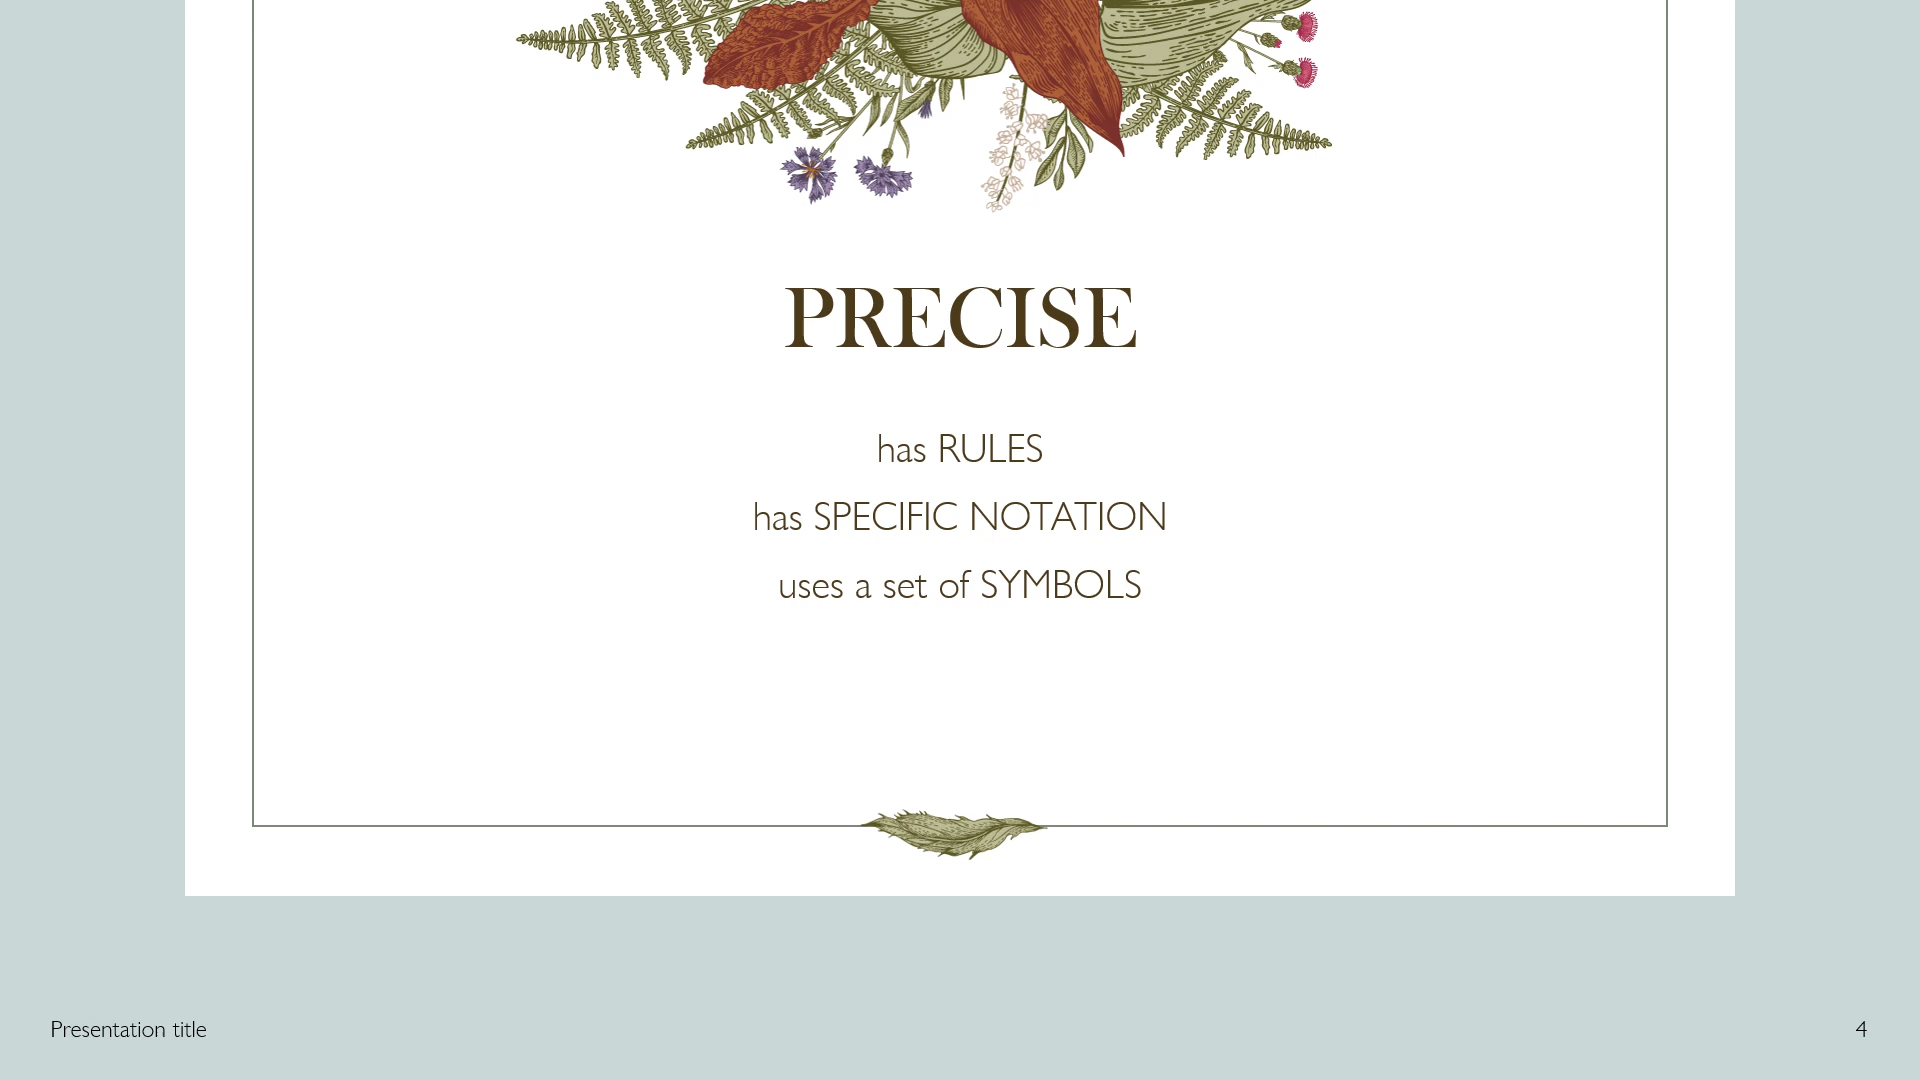 PRECISE
has RULES
has SPECIFIC NOTATION
uses a set of SYMBOLS
Presentation title
4